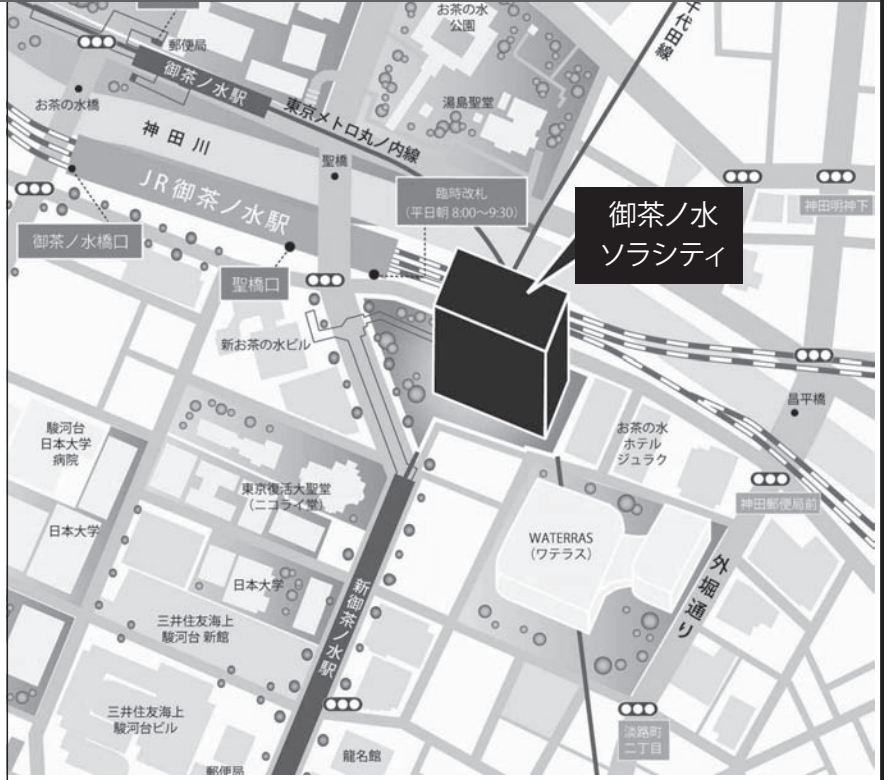 お茶の水
公園
千代田線
郵便局
御茶ノ水駅
お茶の水橋
東京メトロ丸ノ内線
湯島聖堂
神田川
聖橋
JR御茶ノ水駅
臨時改札
（平日朝 8:00〜9:30）
御茶ノ水
ソラシティ
神田明神下
御茶ノ水橋口
聖橋口
新お茶の水ビル
昌平橋
駿河台
日本大学
病院
お茶の水
ホテル
ジュラク
東京復活大聖堂
（ニコライ堂）
神田郵便局前
日本大学
WATERRAS
（ワテラス）
外堀通り
日本大学
新御茶ノ水駅
三井住友海上
駿河台 新館
三井住友海上
駿河台ビル
淡路町
二丁目
龍名館
郵便局